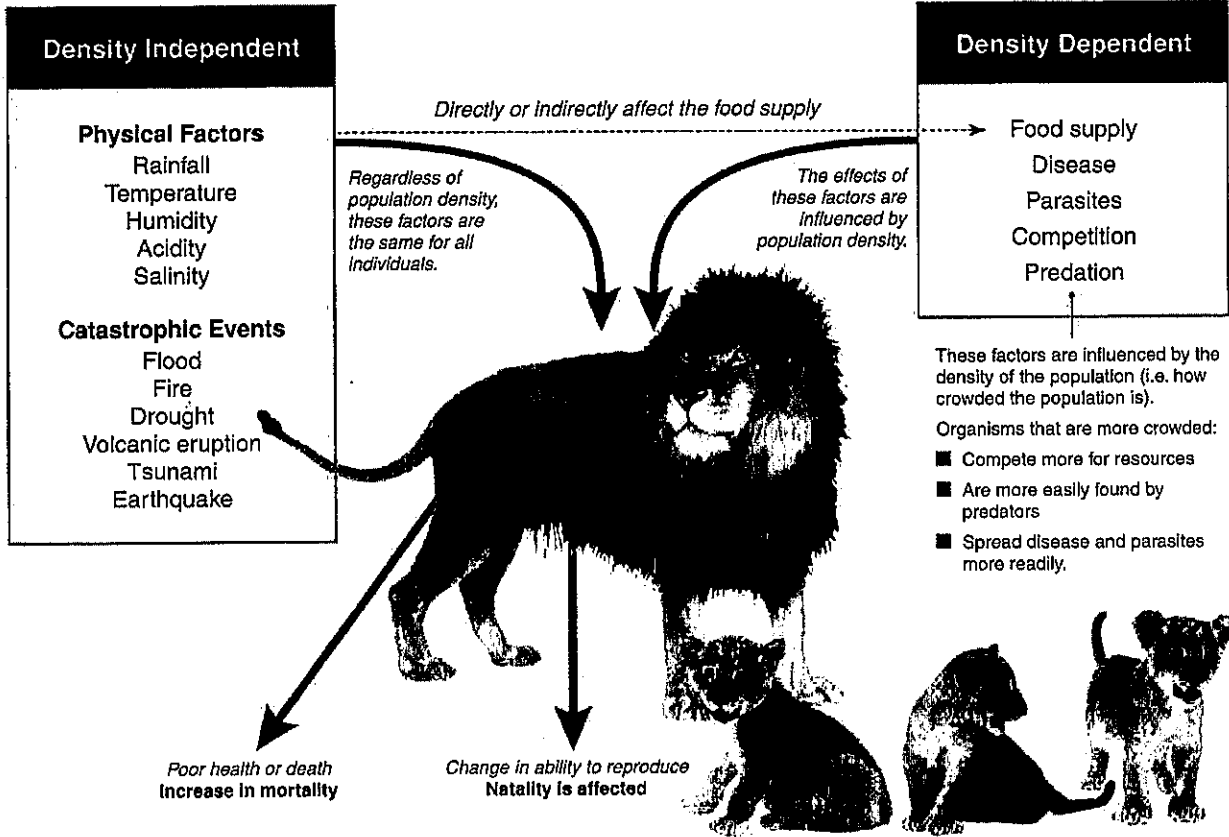 Density Independent
Physical Factors
Rainfall
Temperature
Humidity
Acidity
Salinity
Catastrophic Events
Flood
Fire
Drought
Volcanic eruption
Tsunami
Earthquake
Directly or indirectly affect the food supply
Regardless of
population density,
these factors are
the same for all
individuals.
The effects of
these factors are
influenced by
population density.
Density Dependent
Food supply
Disease
Parasites
Competition
Predation
These factors are influenced by the
density of the population (i.e. how
crowded the population is).
Organisms that are more crowded:
■ Compete more for resources
■ Are more easily found by
predators
■ Spread disease and parasites
more readily.
Poor health or death
Increase in mortality
Change in ability to reproduce
Natality is affected